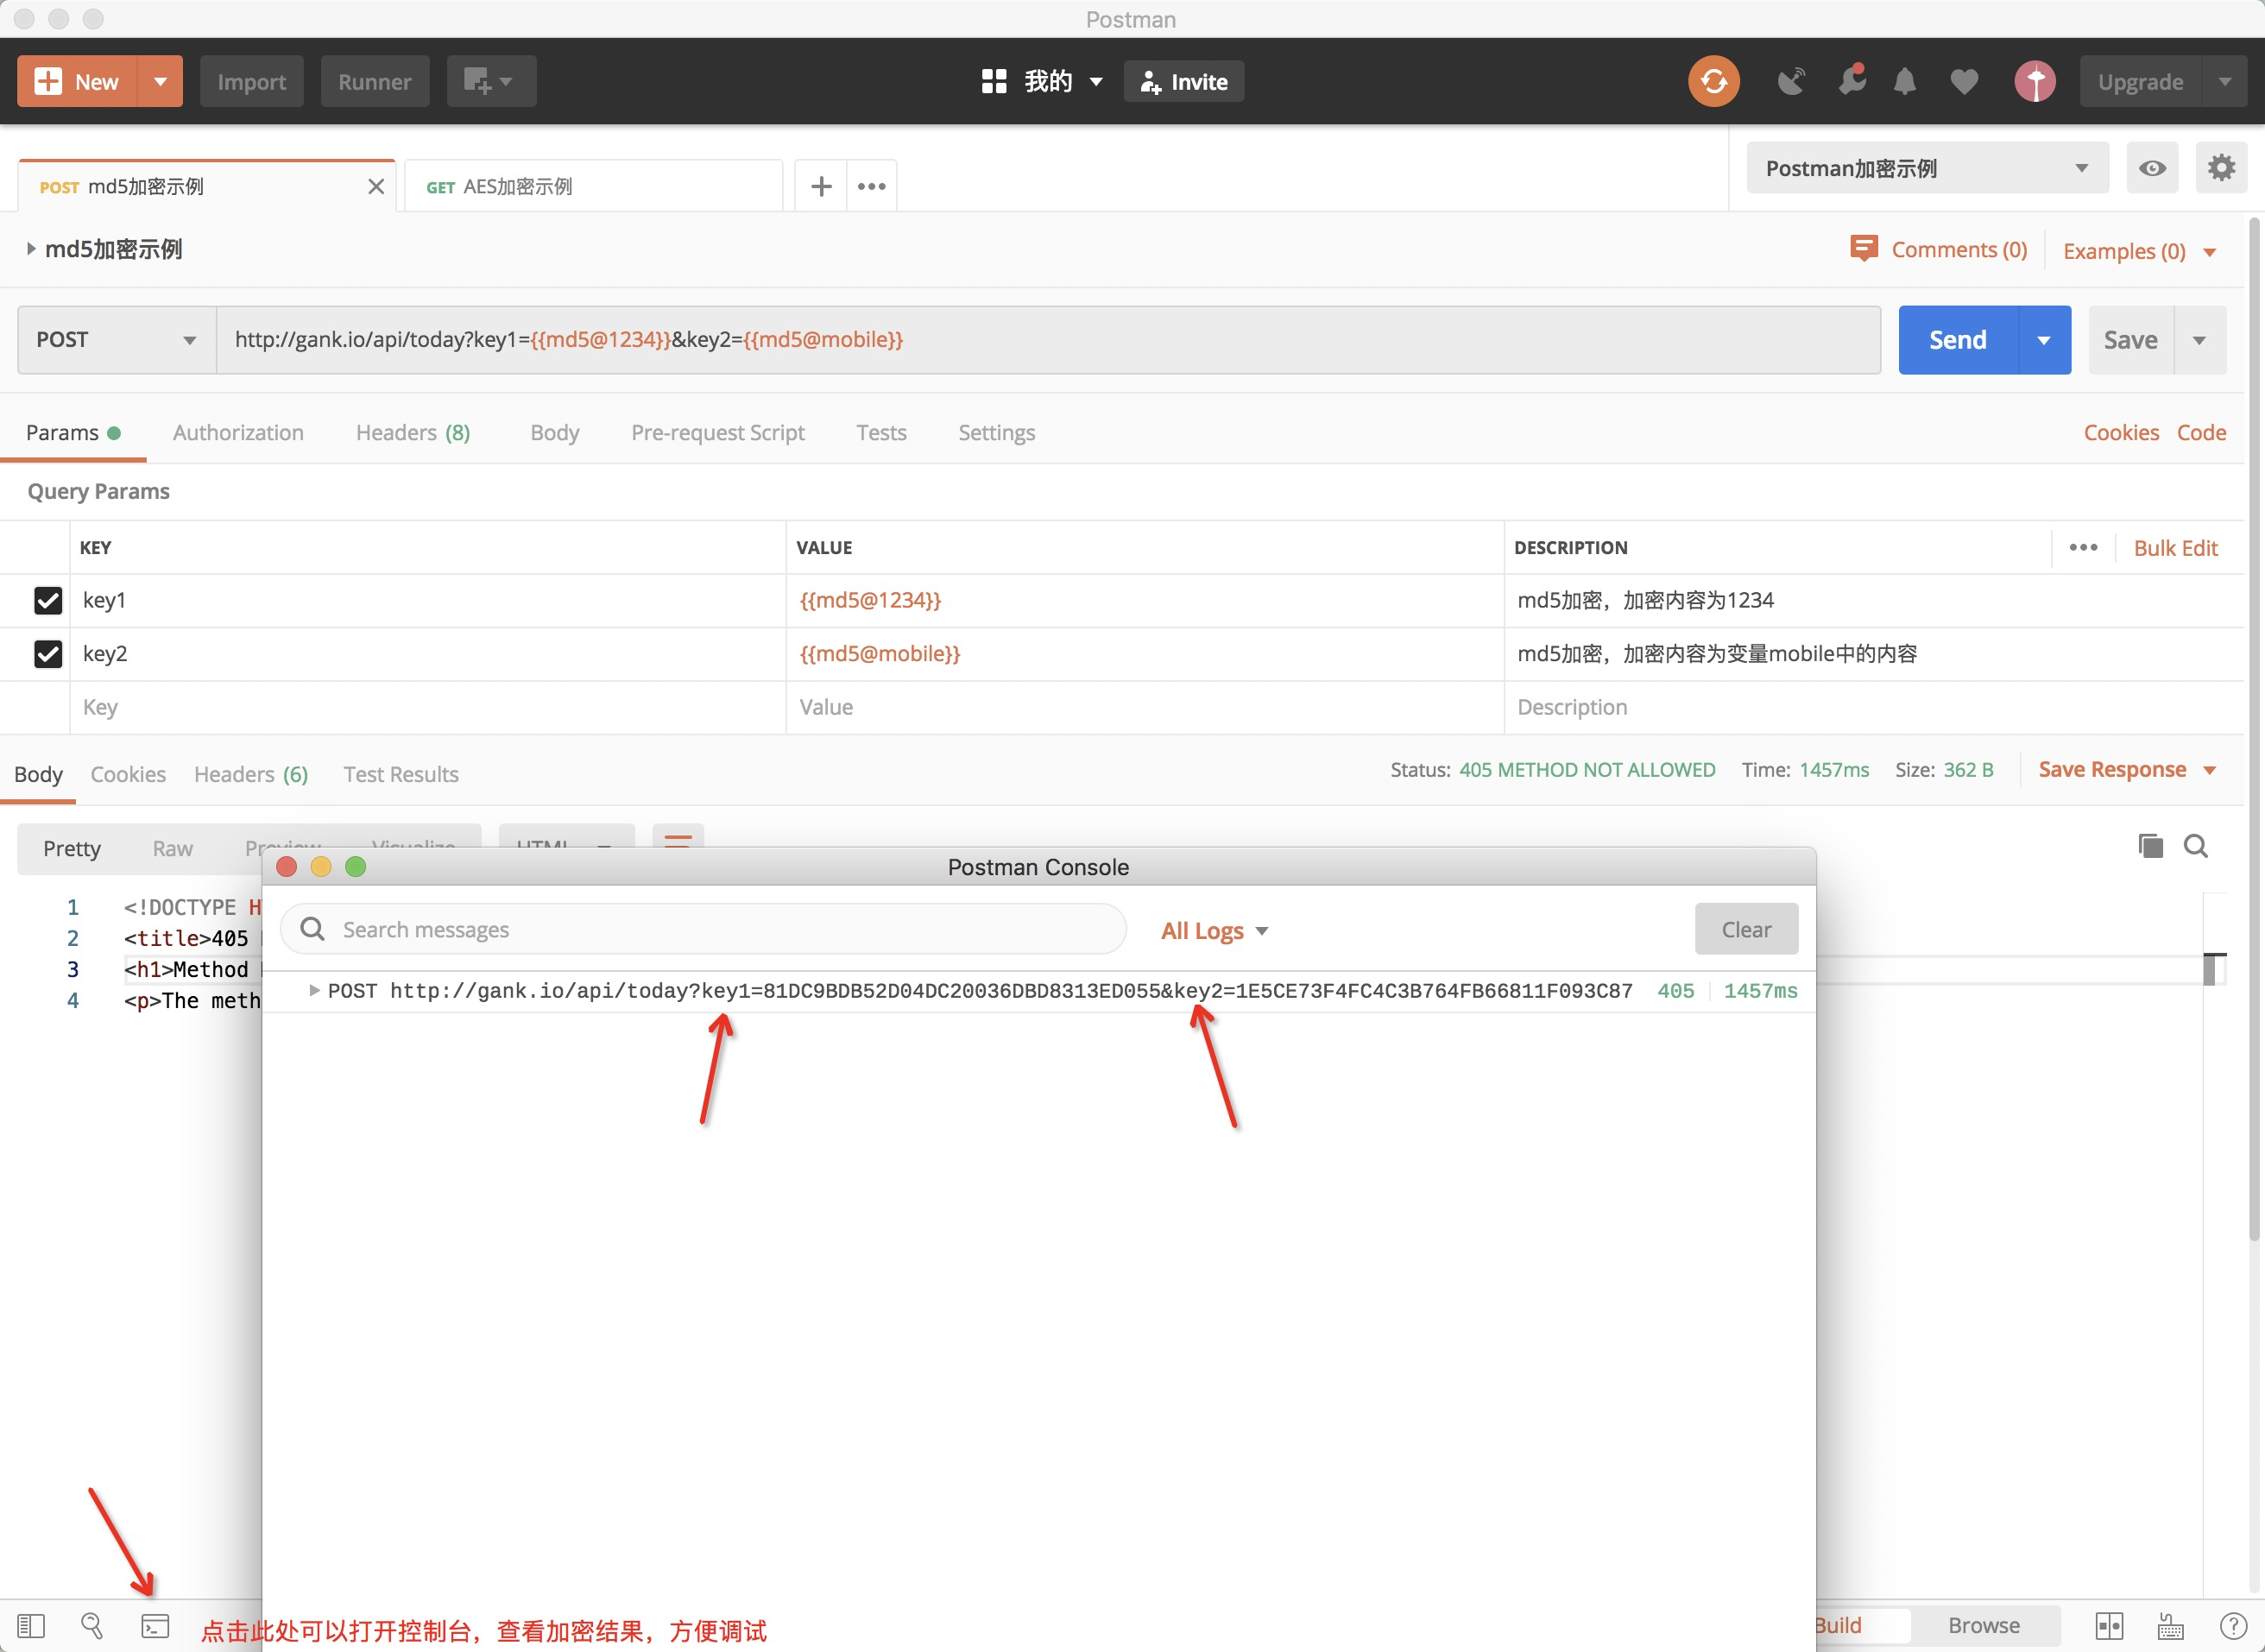 Postman
New Import Runner 我的 Invite Upgrade
POST md5加密示例 GET AES加密示例 Postman加密示例
md5加密示例 Comments (0) Examples (0)
POST http://gank.io/api/today?key1={{md5@1234}}&key2={{md5@mobile}} Send Save
Params Authorization Headers (8) Body Pre-request Script Tests Settings Cookies Code
Query Params
KEY VALUE DESCRIPTION Bulk Edit
key1 {{md5@1234}} md5加密，加密内容为1234
key2 {{md5@mobile}} md5加密，加密内容为变量mobile中的内容
Key Value Description
Body Cookies Headers (6) Test Results Status: 405 METHOD NOT ALLOWED Time: 1457ms Size: 362 B Save Response
Pretty Raw Preview Visualize HTML
Postman Console
1 <!DOCTYPE H
Search messages All Logs Clear
2 <title>405
3 <h1>Method
POST http://gank.io/api/today?key1=81DC9BDB52D04DC20036DBD8313ED055&key2=1E5CE73F4FC4C3B764FB66811F093C87 405 1457ms
4 <p>The meth
点击此处可以打开控制台，查看加密结果，方便调试
Build Browse